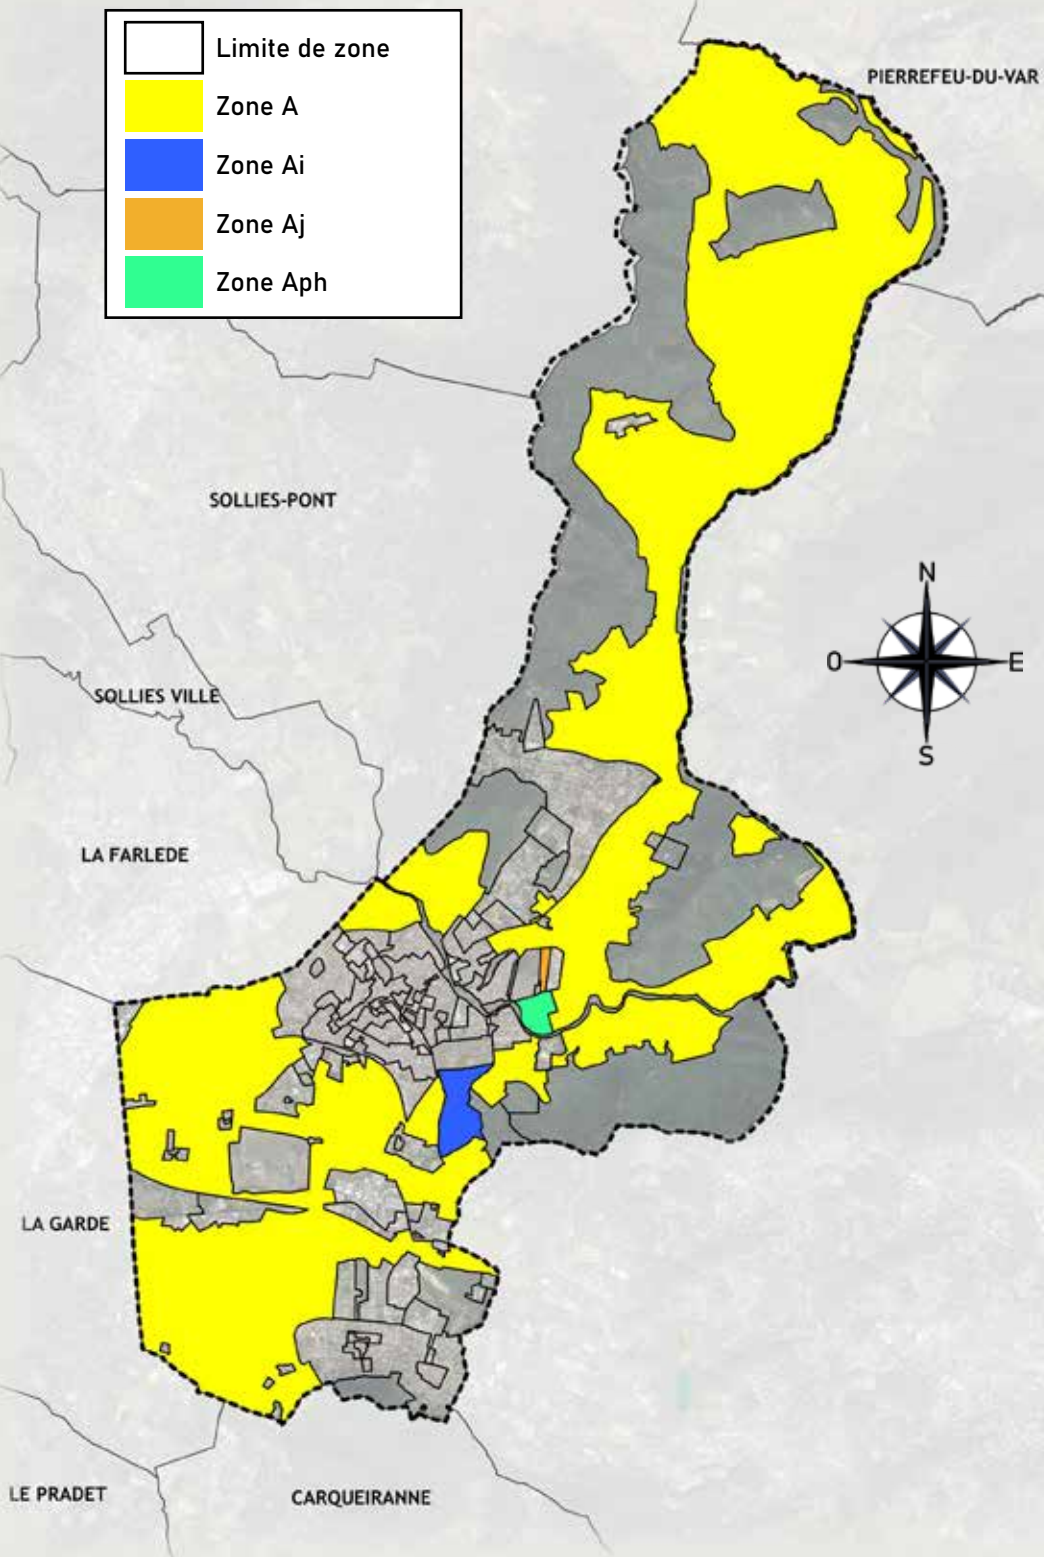 Limite de zone
Zone A
Zone Ai
Zone Aj
Zone Aph
PIERREFEU-DU-VAR
SOLLIES-PONT
N
O
E
S
SOLLIES VILLE
LA FARLEDE
LA GARDE
LE PRADET
CARQUEIRANNE